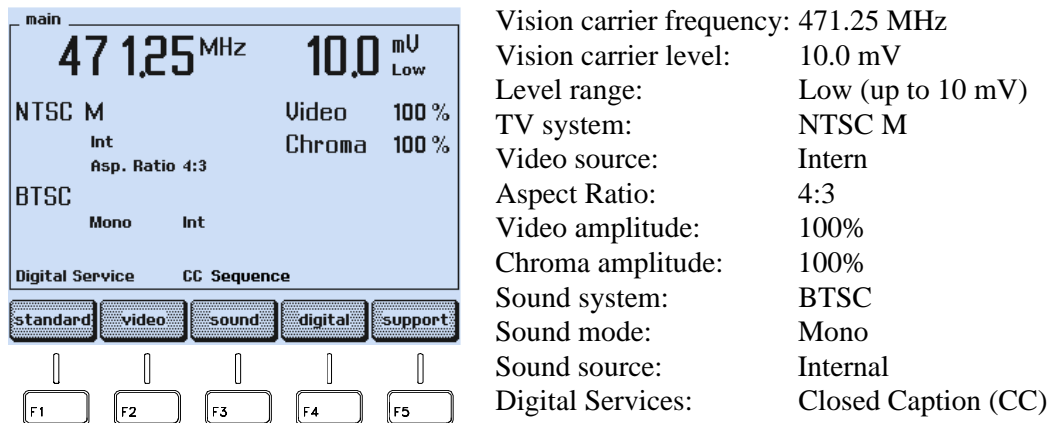 main
471.25 MHz 10.0 mV
Low
NTSC M Video 100 %
Int Chroma 100 %
Asp. Ratio 4:3
BTSC
Mono Int
Digital Service CC Sequence
standard video sound digital support
F1 F2 F3 F4 F5
Vision carrier frequency: 471.25 MHz
Vision carrier level: 10.0 mV
Level range: Low (up to 10 mV)
TV system: NTSC M
Video source: Intern
Aspect Ratio: 4:3
Video amplitude: 100%
Chroma amplitude: 100%
Sound system: BTSC
Sound mode: Mono
Sound source: Internal
Digital Services: Closed Caption (CC)